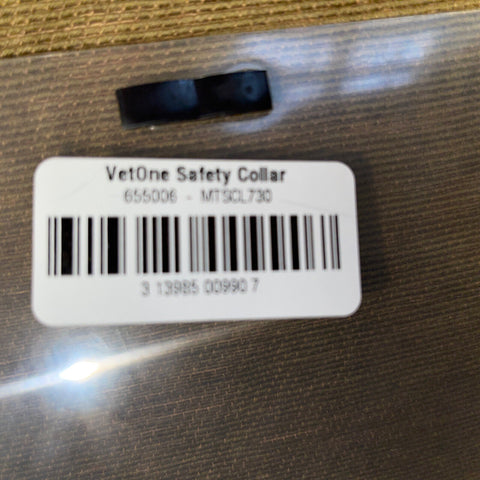 VetOne Safety Collar
655006 - MTSCL730
3 13985 00990 7